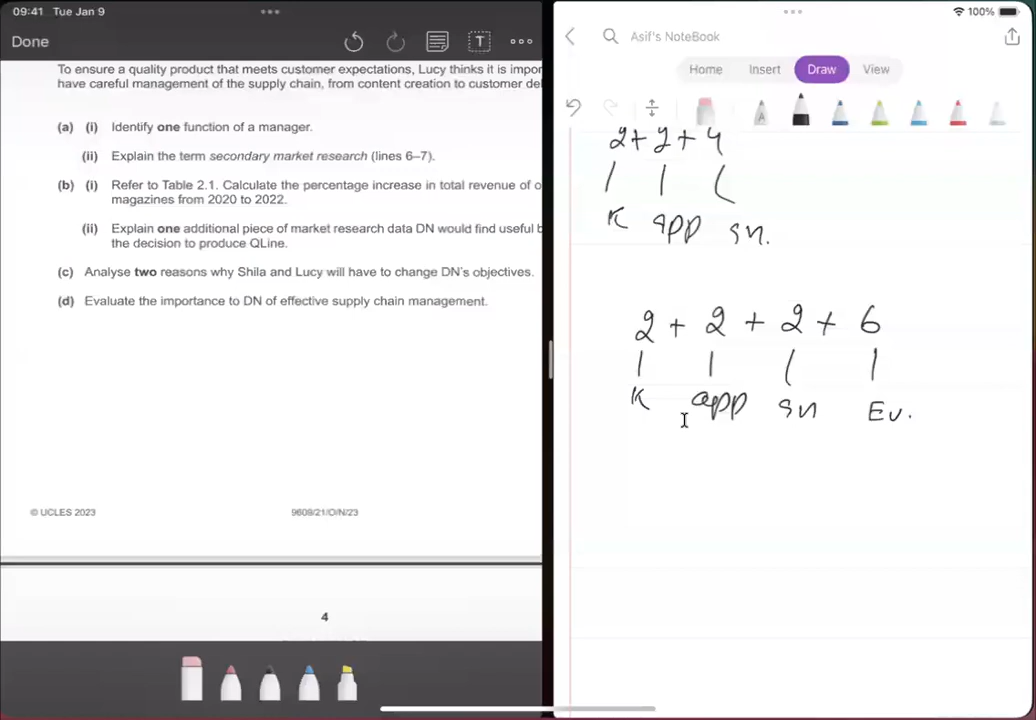 09:41 Tue Jan 9
Done
To ensure a quality product that meets customer expectations, Lucy thinks it is impor
have careful management of the supply chain, from content creation to customer de
(a) (i) Identify one function of a manager.
(ii) Explain the term secondary market research (lines 6–7).
(b) (i) Refer to Table 2.1. Calculate the percentage increase in total revenue of o
magazines from 2020 to 2022.
(ii) Explain one additional piece of market research data DN would find useful b
the decision to produce QLine.
(c) Analyse two reasons why Shila and Lucy will have to change DN's objectives.
(d) Evaluate the importance to DN of effective supply chain management.
© UCLES 2023 9609/21/O/N/23
4
100%
Asif's NoteBook
Home Insert Draw View
2 + 2 + 4
K app an.
2 + 2 + 2 + 6
K app an Ev.